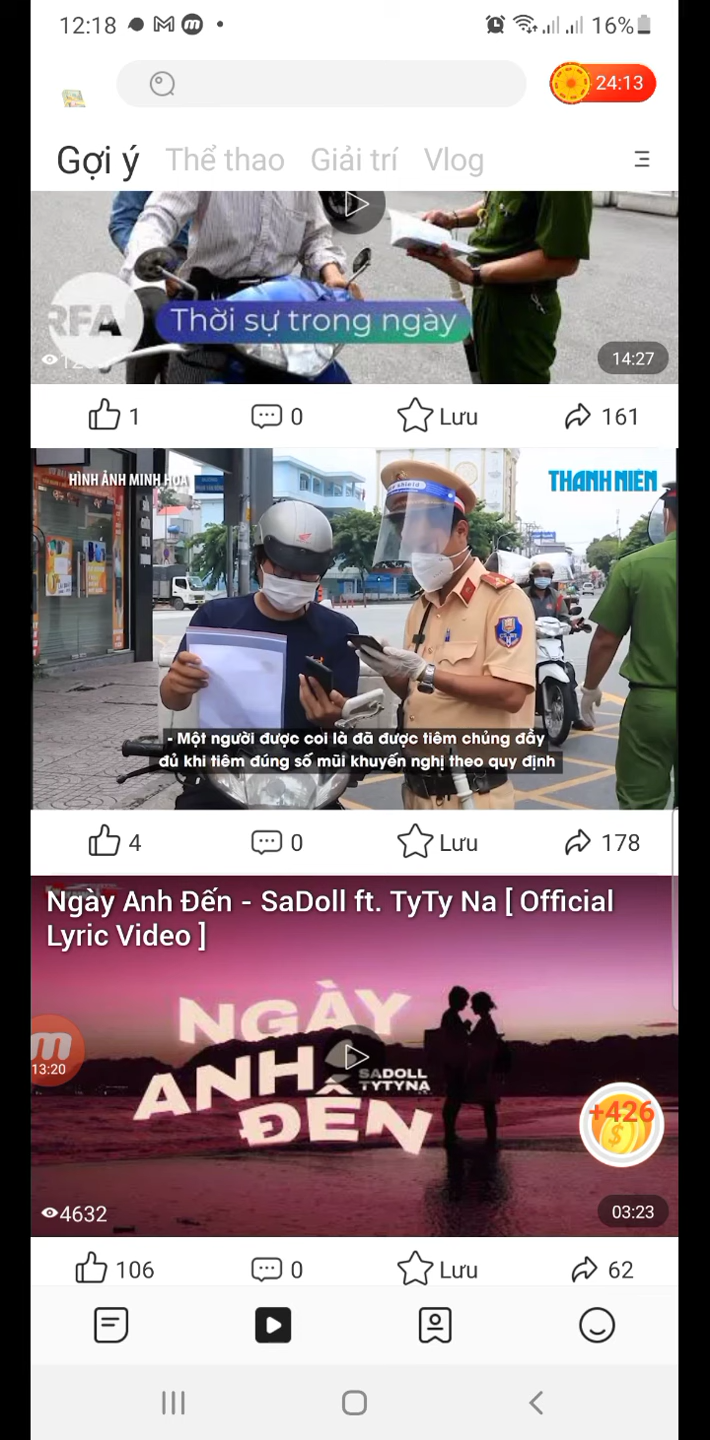 12:18
16%
24:13
Gợi ý Thể thao Giải trí Vlog
RFA
Thời sự trong ngày
14:27
1 0 Lưu 161
HÌNH ẢNH MINH HỌA
THANH NIÊN
- Một người được coi là đã được tiêm chủng đầy
đủ khi tiêm đúng số mũi khuyến nghị theo quy định
4 0 Lưu 178
Ngày Anh Đến - SaDoll ft. TyTy Na [ Official
Lyric Video ]
NGÀY
ANH
SADOLL
TYTYNA
ĐẾN
13:20
+426
4632
03:23
106 0 Lưu 62